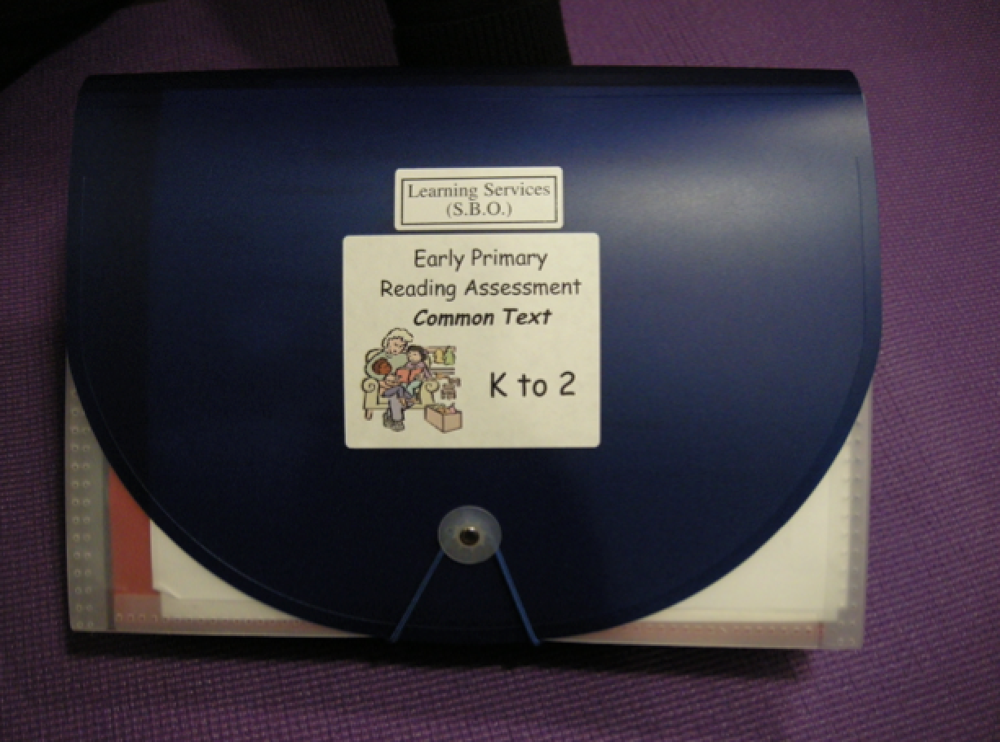 Learning Services
(S.B.O.)
Early Primary
Reading Assessment
Common Text
K to 2